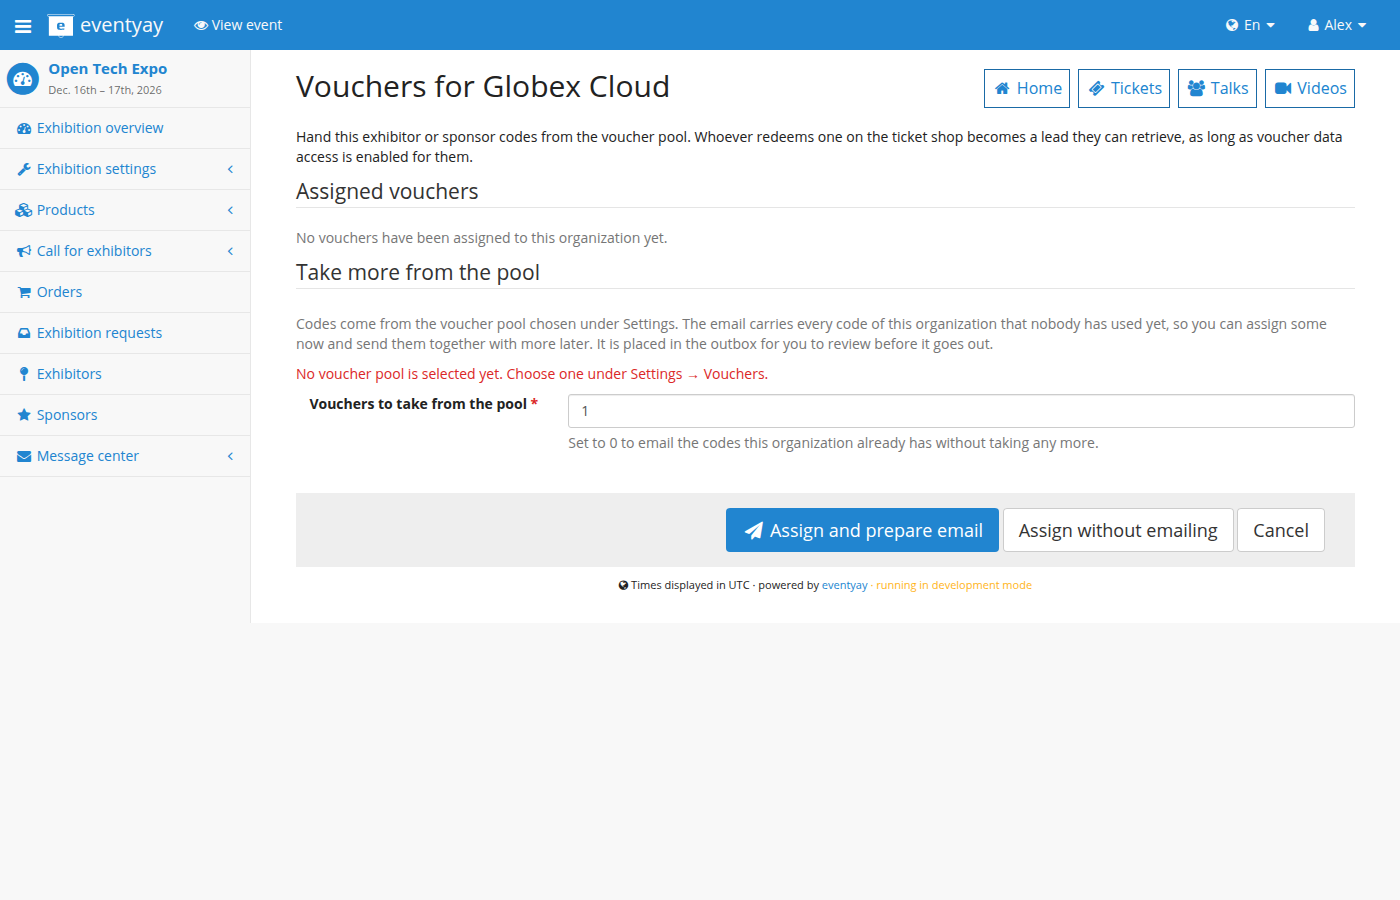 eventyay
View event
En
Alex
Open Tech Expo
Dec. 16th – 17th, 2026
Exhibition overview
Exhibition settings
Products
Call for exhibitors
Orders
Exhibition requests
Exhibitors
Sponsors
Message center
Vouchers for Globex Cloud
Home
Tickets
Talks
Videos
Hand this exhibitor or sponsor codes from the voucher pool. Whoever redeems one on the ticket shop becomes a lead they can retrieve, as long as voucher data
access is enabled for them.
Assigned vouchers
No vouchers have been assigned to this organization yet.
Take more from the pool
Codes come from the voucher pool chosen under Settings. The email carries every code of this organization that nobody has used yet, so you can assign some
now and send them together with more later. It is placed in the outbox for you to review before it goes out.
No voucher pool is selected yet. Choose one under Settings → Vouchers.
Vouchers to take from the pool *
1
Set to 0 to email the codes this organization already has without taking any more.
Assign and prepare email
Assign without emailing
Cancel
Times displayed in UTC · powered by eventyay · running in development mode